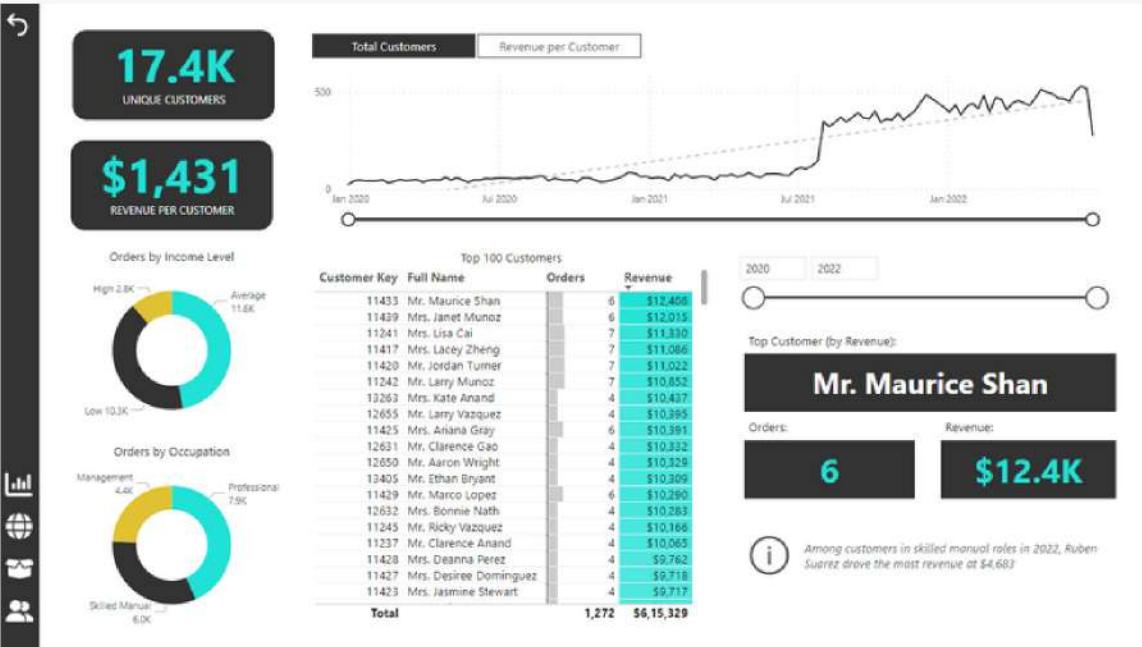 17.4K
UNIQUE CUSTOMERS
$1,431
REVENUE PER CUSTOMER
Total Customers
Revenue per Customer
500
0
Jan 2020
Jul 2020
Jan 2021
Jul 2021
Jan 2022
Orders by Income Level
High 2.8K
Average
11.6K
Low 10.3K
Orders by Occupation
Management
4.4K
Professional
7.9K
Skilled Manual
6.0K
Top 100 Customers
Customer Key Full Name Orders Revenue
11433 Mr. Maurice Shan 6 $12,408
11439 Mrs. Janet Munoz 6 $12,015
11241 Mrs. Lisa Cai 7 $11,330
11417 Mrs. Lacey Zheng 7 $11,086
11420 Mr. Jordan Turner 7 $11,022
11242 Mr. Larry Munoz 7 $10,852
13263 Mrs. Kate Anand 4 $10,437
12655 Mr. Larry Vazquez 4 $10,395
11425 Mrs. Ariana Gray 6 $10,391
12631 Mr. Clarence Gao 4 $10,332
12650 Mr. Aaron Wright 4 $10,329
13405 Mr. Ethan Bryant 4 $10,309
11429 Mr. Marco Lopez 6 $10,290
12632 Mrs. Bonnie Nath 4 $10,283
11245 Mr. Ricky Vazquez 4 $10,166
11237 Mr. Clarence Anand 4 $10,065
11428 Mrs. Deanna Perez 4 $9,762
11427 Mrs. Desiree Dominguez 4 $9,718
11423 Mrs. Jasmine Stewart 4 $9,717
Total 1,272 $6,15,329
2020
2022
Top Customer (by Revenue):
Mr. Maurice Shan
Orders:
6
Revenue:
$12.4K
i
Among customers in skilled manual roles in 2022, Ruben
Suarez drove the most revenue at $4,683